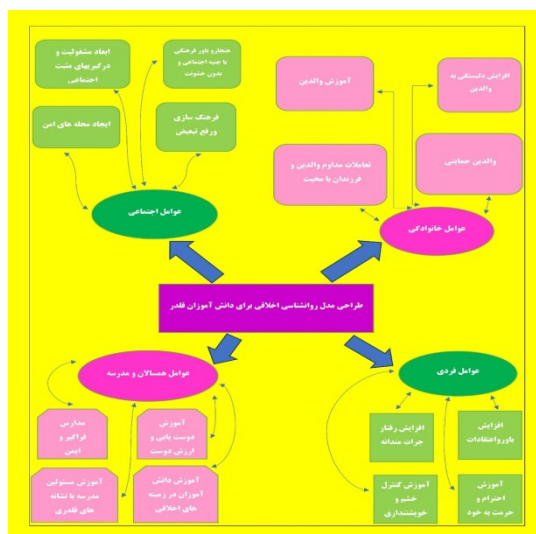 ابعاد مشغولیت و
درگیریهای مثبت
اجتماعی
هنجارو باور فرهنگی
با جنبه اجتماعی و
بدون خشونت
ایجاد محله های امن
فرهنگ سازی
ورفع تبعیض
عوامل اجتماعی
افزایش دلبستگی به
والدین
آموزش والدین
والدین حمایتی
تعاملات مداوم والدین و
فرزندان با محبت
عوامل خانوادگی
طراحی مدل روانشناسی اخلاقی برای دانش آموزان قلدر
عوامل همسالان و مدرسه
آموزش
دوست یابی و
ارزش دوست
مدارس
فراگیر و
ایمن
آموزش دانش
آموزان در زمینه
های اخلاقی
آموزش مسئولین
مدرسه با نشانه
های قلدری
عوامل فردی
افزایش
باورواعتقادات
افزایش رفتار
جرات مندانه
آموزش
احترام و
حرمت به خود
آموزش کنترل
خشم و
خویشتنداری